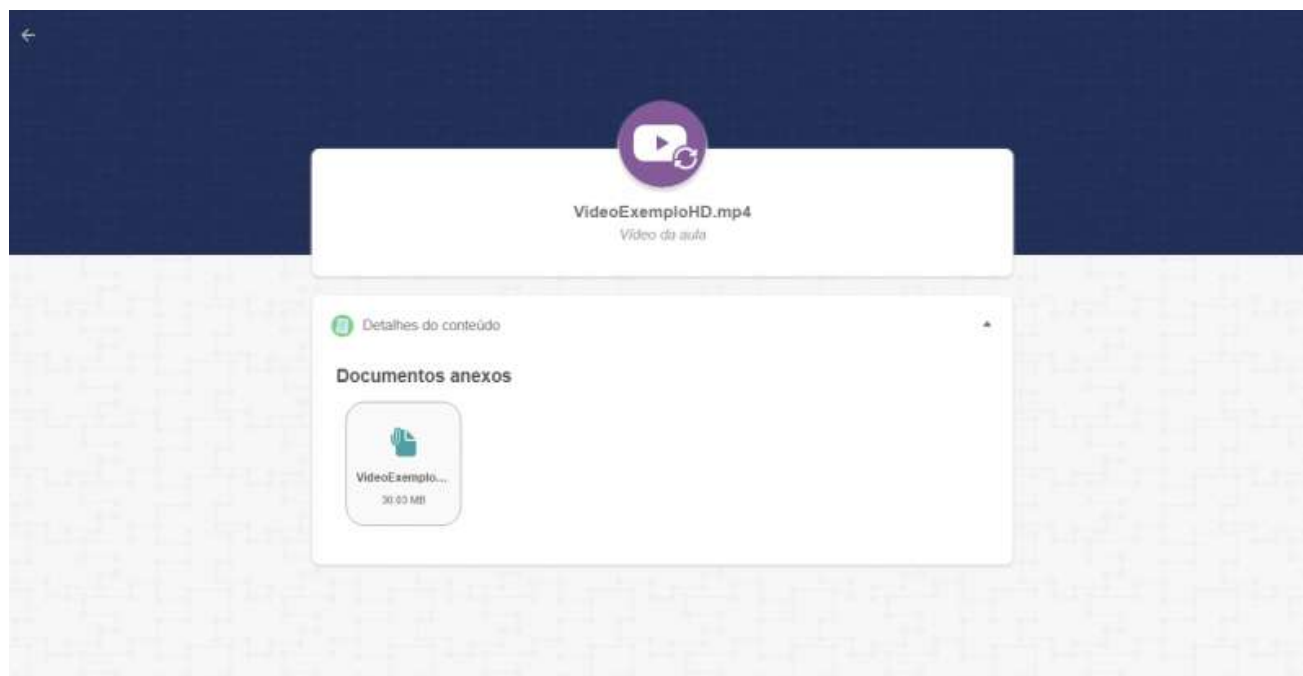 VideoExemploHD.mp4
Vídeo da aula
Detalhes do conteúdo
Documentos anexos
VideoExemplo...
30.03 MB